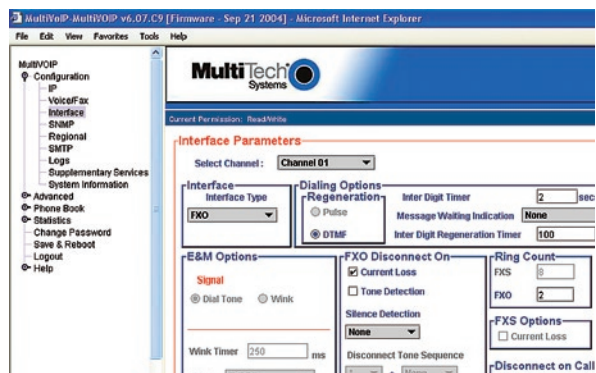 MultiVoIP-MultiVOIP v6.07.C9 [Firmware - Sep 21 2004] - Microsoft Internet Explorer
File Edit View Favorites Tools Help
MultiVOIP
Configuration
IP
Voice/Fax
Interface
SNMP
Regional
SMTP
Logs
Supplementary Services
System Information
Advanced
Phone Book
Statistics
Change Password
Save & Reboot
Logout
Help
MultiTech
Systems
Current Permission: Read/Write
Interface Parameters
Select Channel : Channel 01
Interface
Interface Type
FXO
Dialing Options
Regeneration
Pulse
DTMF
Inter Digit Timer 2 sec
Message Waiting Indication None
Inter Digit Regeneration Timer 100
E&M Options
Signal
Dial Tone Wink
Wink Timer 250 ms
FXO Disconnect On
Current Loss
Tone Detection
Silence Detection
None
Disconnect Tone Sequence
Ring Count
FXS 8
FXO 2
FXS Options
Current Loss
Disconnect on Call